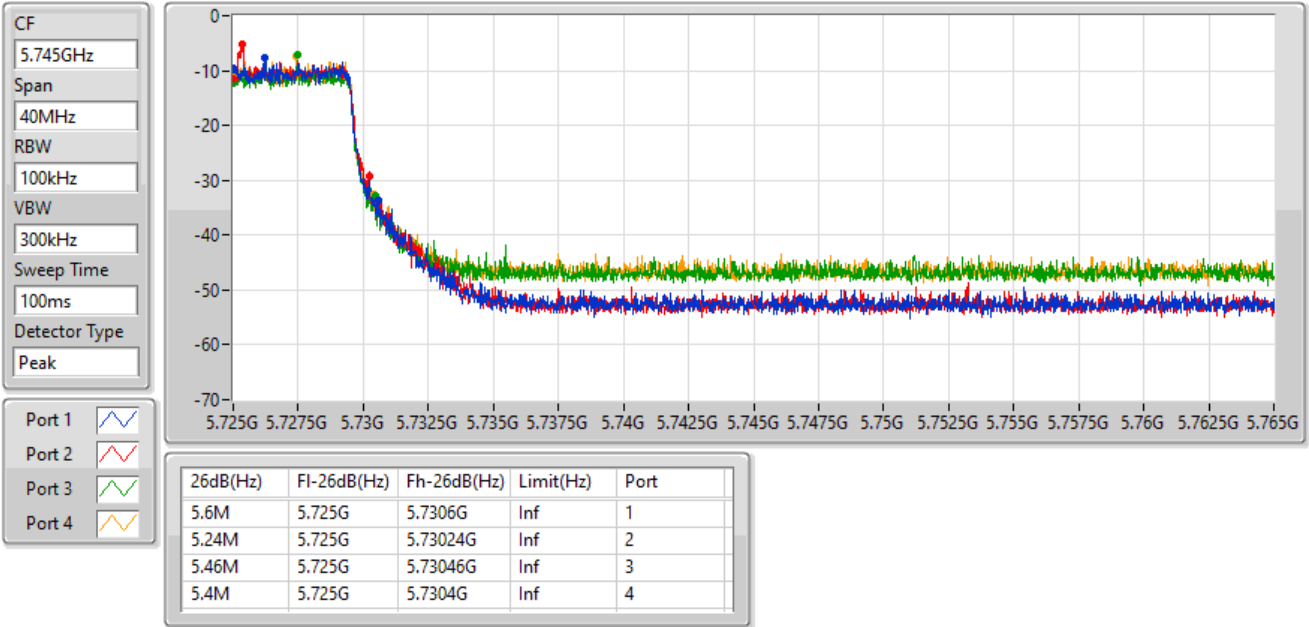 CF
5.745GHz
Span
40MHz
RBW
100kHz
VBW
300kHz
Sweep Time
100ms
Detector Type
Peak
Port 1
Port 2
Port 3
Port 4
0
-10
-20
-30
-40
-50
-60
-70
5.725G 5.7275G 5.73G 5.7325G 5.735G 5.7375G 5.74G 5.7425G 5.745G 5.7475G 5.75G 5.7525G 5.755G 5.7575G 5.76G 5.7625G 5.765G
26dB(Hz) Fl-26dB(Hz) Fh-26dB(Hz) Limit(Hz) Port
5.6M 5.725G 5.7306G Inf 1
5.24M 5.725G 5.73024G Inf 2
5.46M 5.725G 5.73046G Inf 3
5.4M 5.725G 5.7304G Inf 4